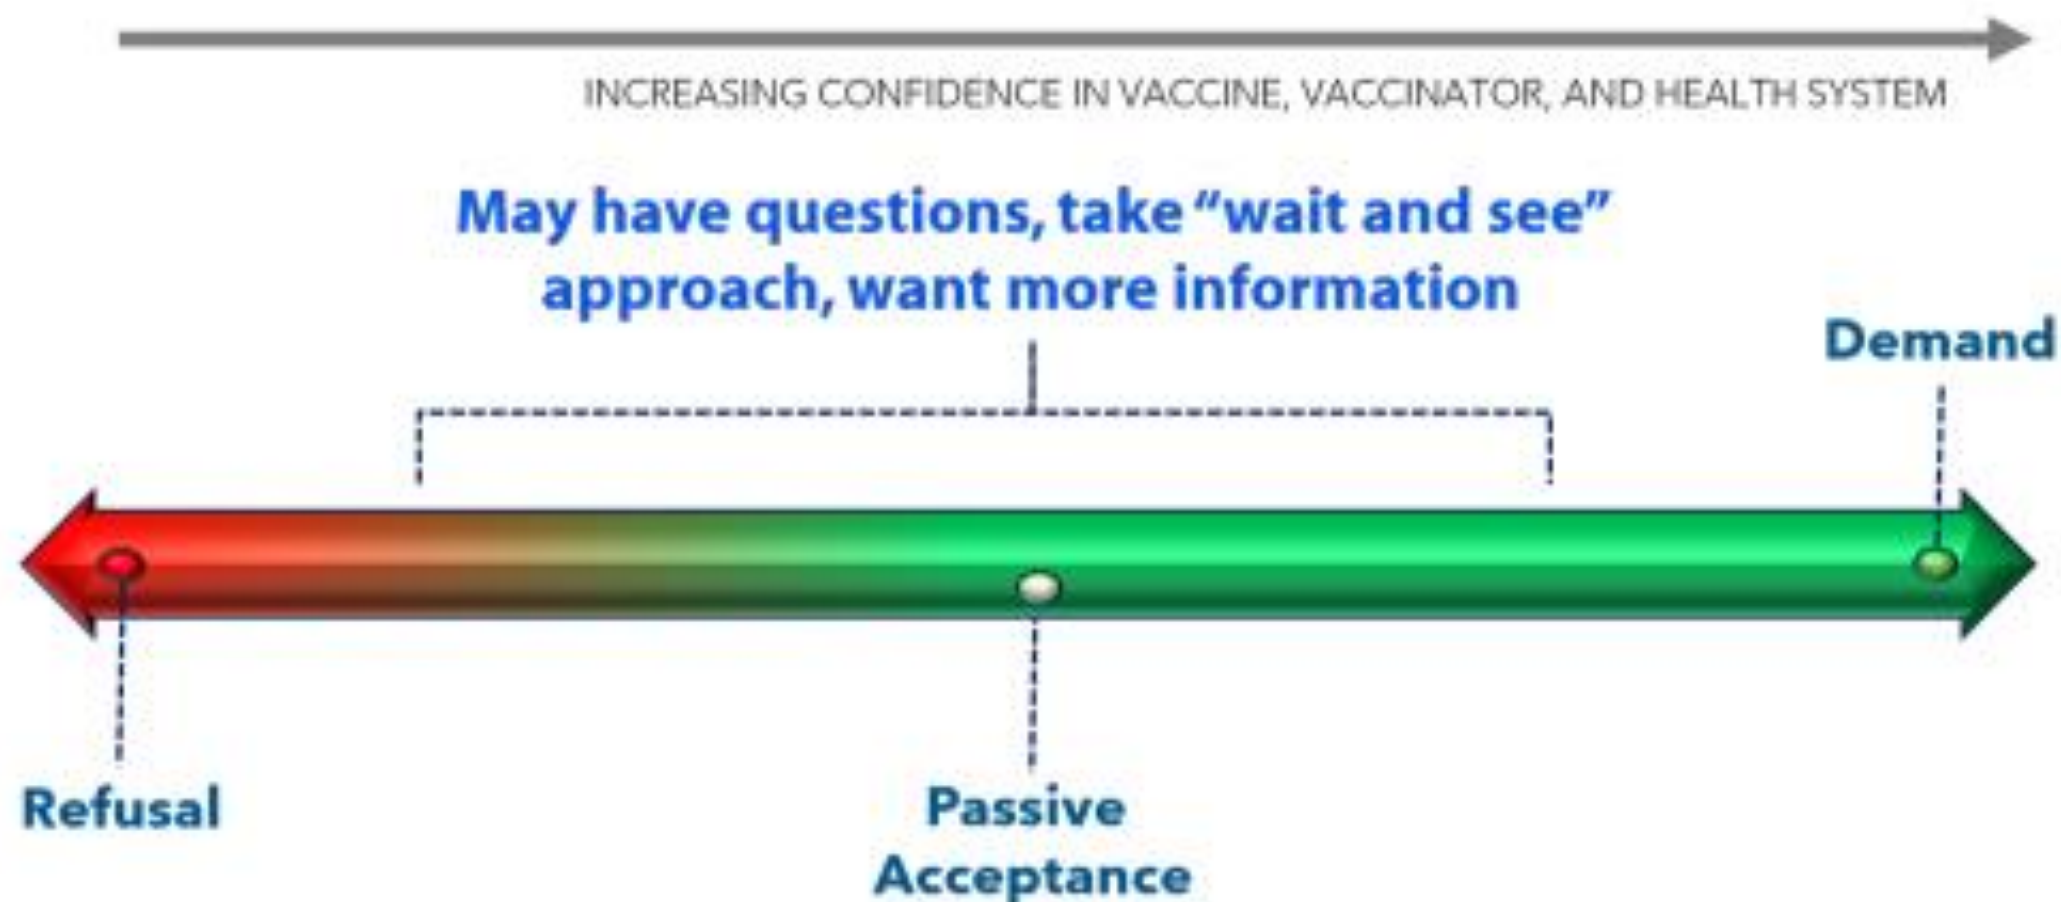 INCREASING CONFIDENCE IN VACCINE, VACCINATOR, AND HEALTH SYSTEM
May have questions, take “wait and see”
approach, want more information
Demand
Refusal
Passive
Acceptance